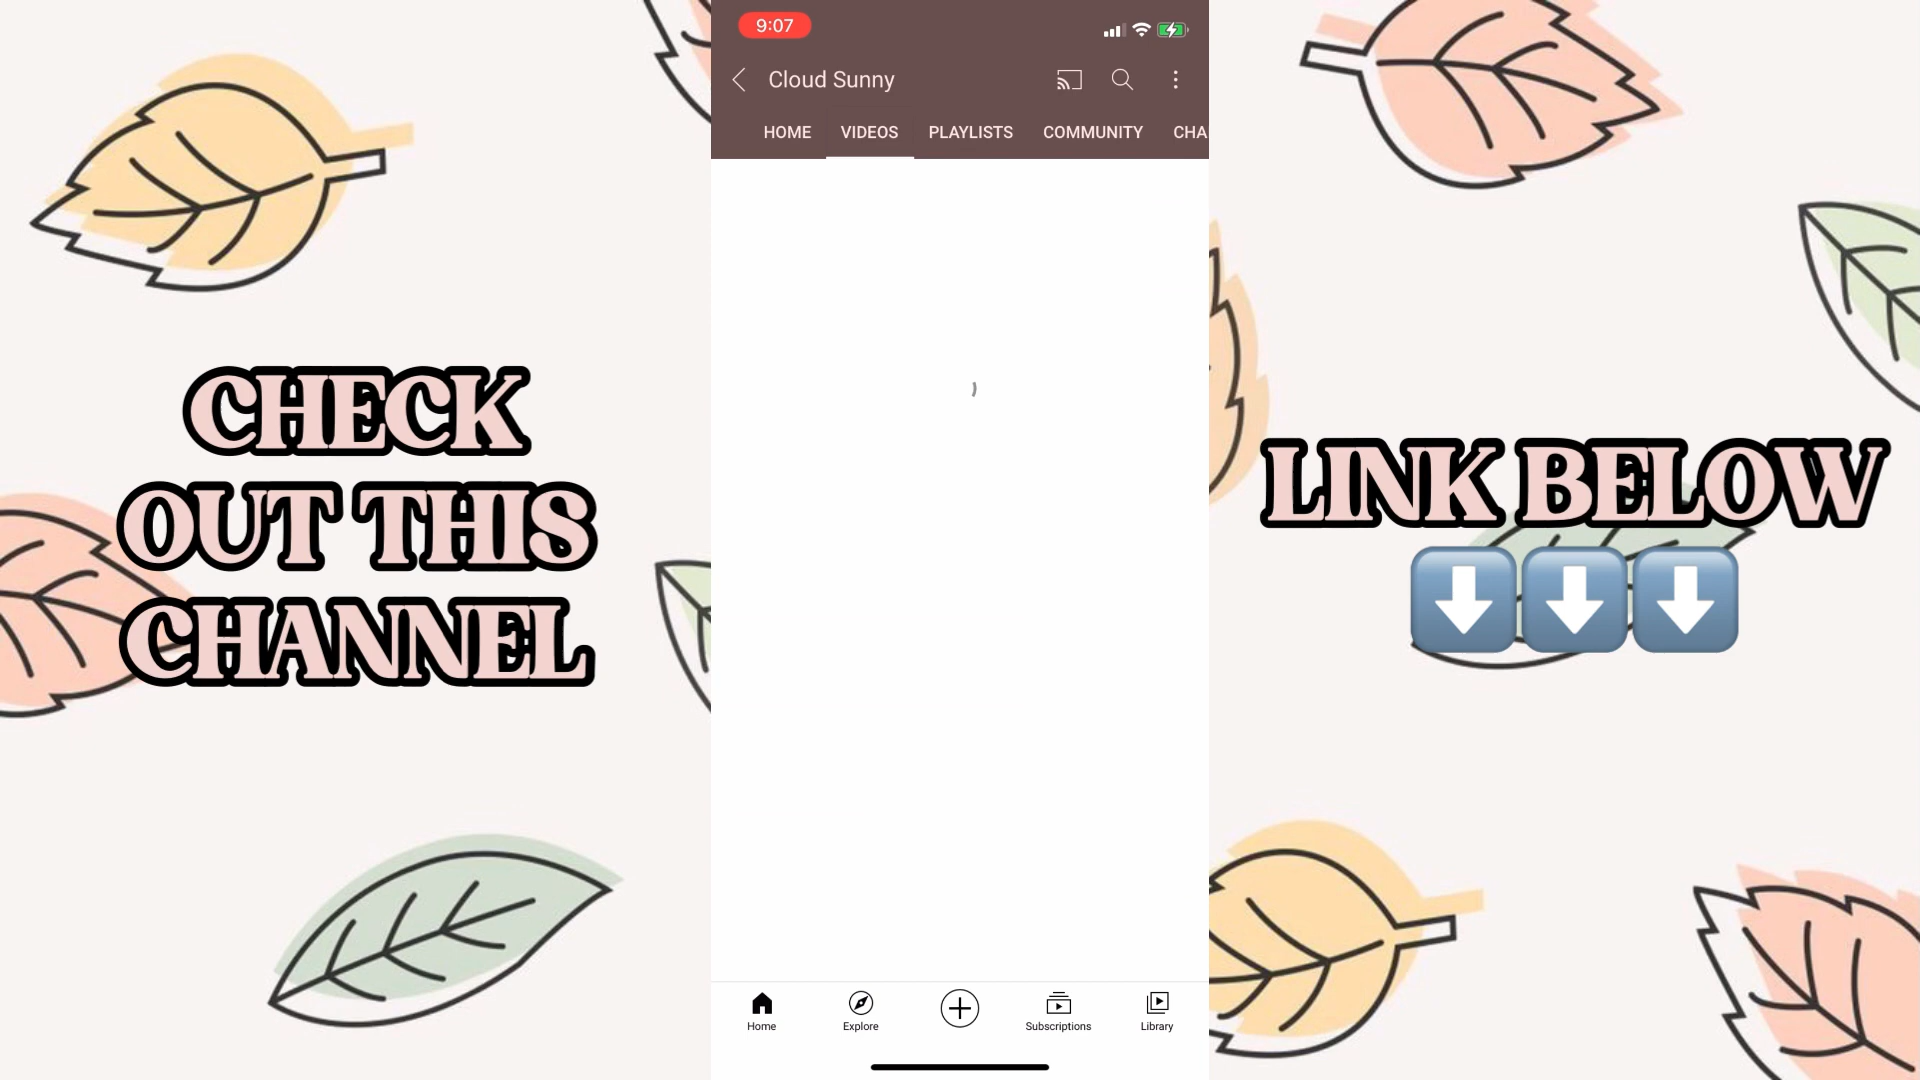 9:07
Cloud Sunny
HOME VIDEOS PLAYLISTS COMMUNITY CHA
CHECK
OUT THIS
CHANNEL
LINK BELOW
Home Explore Subscriptions Library